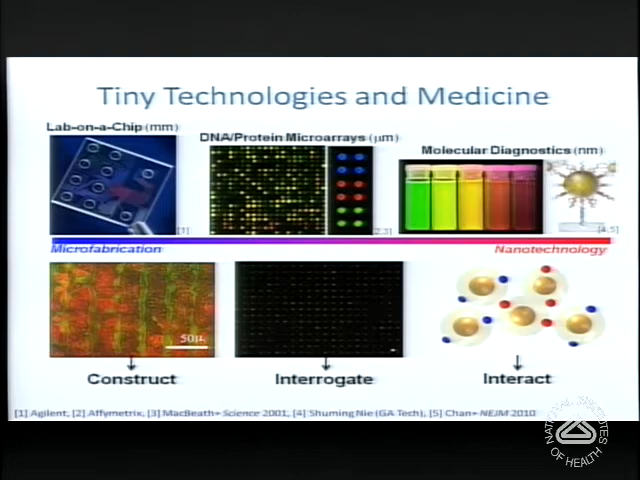 Tiny Technologies and Medicine
Lab-on-a-Chip (mm)
DNA/Protein Microarrays (μm)
Molecular Diagnostics (nm)
[1]
[2,3]
[4,5]
Microfabrication
Nanotechnology
50μ
Construct
Interrogate
Interact
[1] Agilent, [2] Affymetrix, [3] MacBeath+ Science 2001, [4] Shuming Nie (GA Tech), [5] Chan+ NEJM 2010
NATIONAL INSTITUTES OF HEALTH